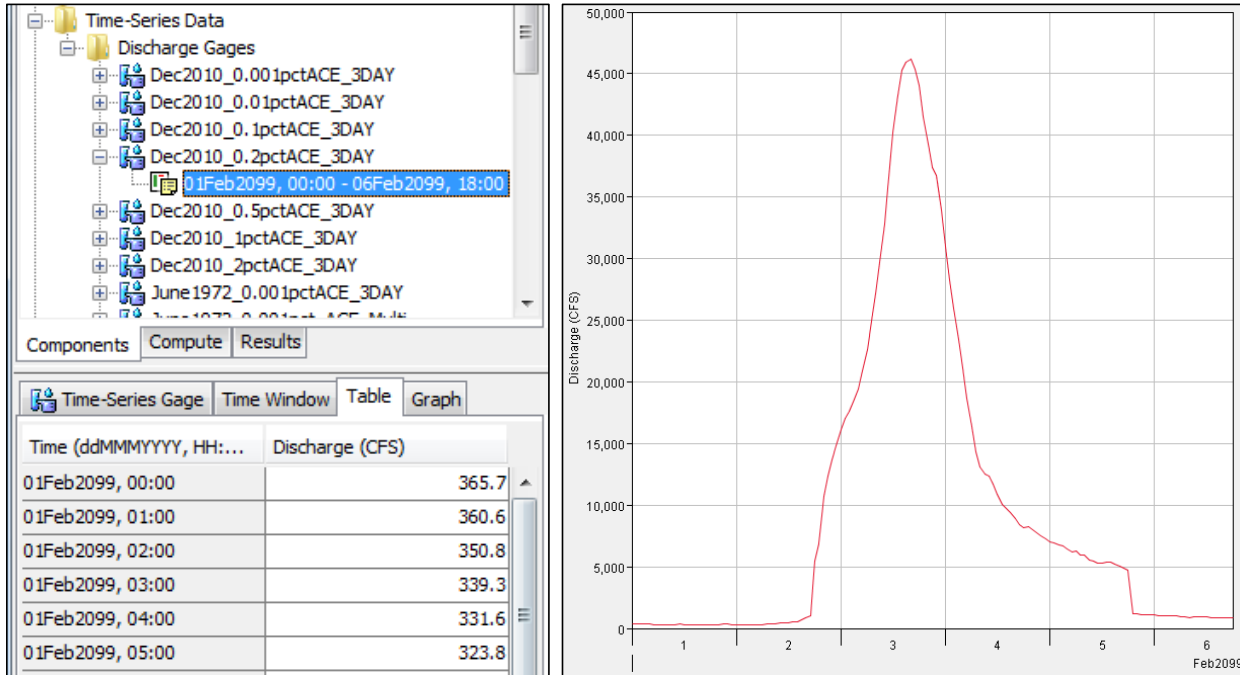 Time-Series Data
Discharge Gages
Dec2010_0.001pctACE_3DAY
Dec2010_0.01pctACE_3DAY
Dec2010_0.1pctACE_3DAY
Dec2010_0.2pctACE_3DAY
01Feb2099, 00:00 - 06Feb2099, 18:00
Dec2010_0.5pctACE_3DAY
Dec2010_1pctACE_3DAY
Dec2010_2pctACE_3DAY
June1972_0.001pctACE_3DAY
Components Compute Results
Time-Series Gage Time Window Table Graph
Time (ddMMMYYYY, HH:... Discharge (CFS)
01Feb2099, 00:00 365.7
01Feb2099, 01:00 360.6
01Feb2099, 02:00 350.8
01Feb2099, 03:00 339.3
01Feb2099, 04:00 331.6
01Feb2099, 05:00 323.8
50,000
45,000
40,000
35,000
30,000
25,000
20,000
15,000
10,000
5,000
0
Discharge (CFS)
1 2 3 4 5 6
Feb2099